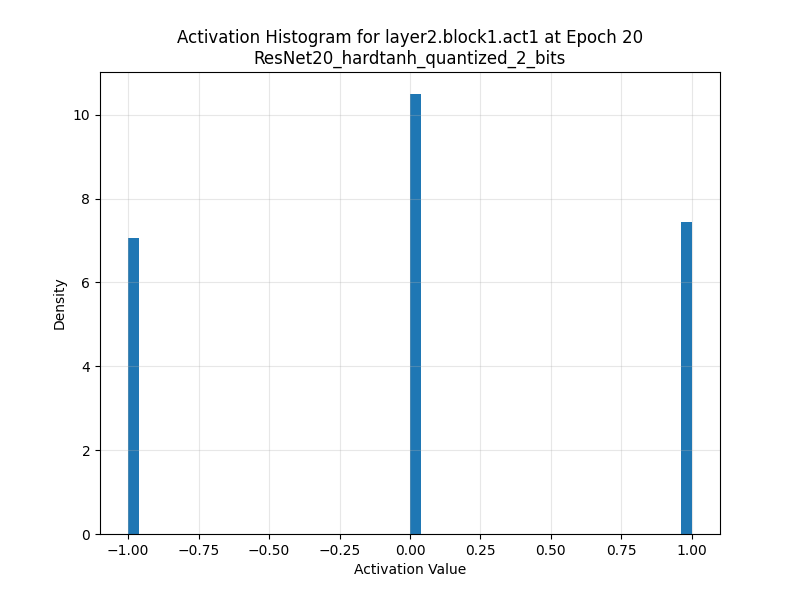 Activation Histogram for layer2.block1.act1 at Epoch 20
ResNet20_hardtanh_quantized_2_bits
10
8
6
4
2
0
Density
−1.00 −0.75 −0.50 −0.25 0.00 0.25 0.50 0.75 1.00
Activation Value